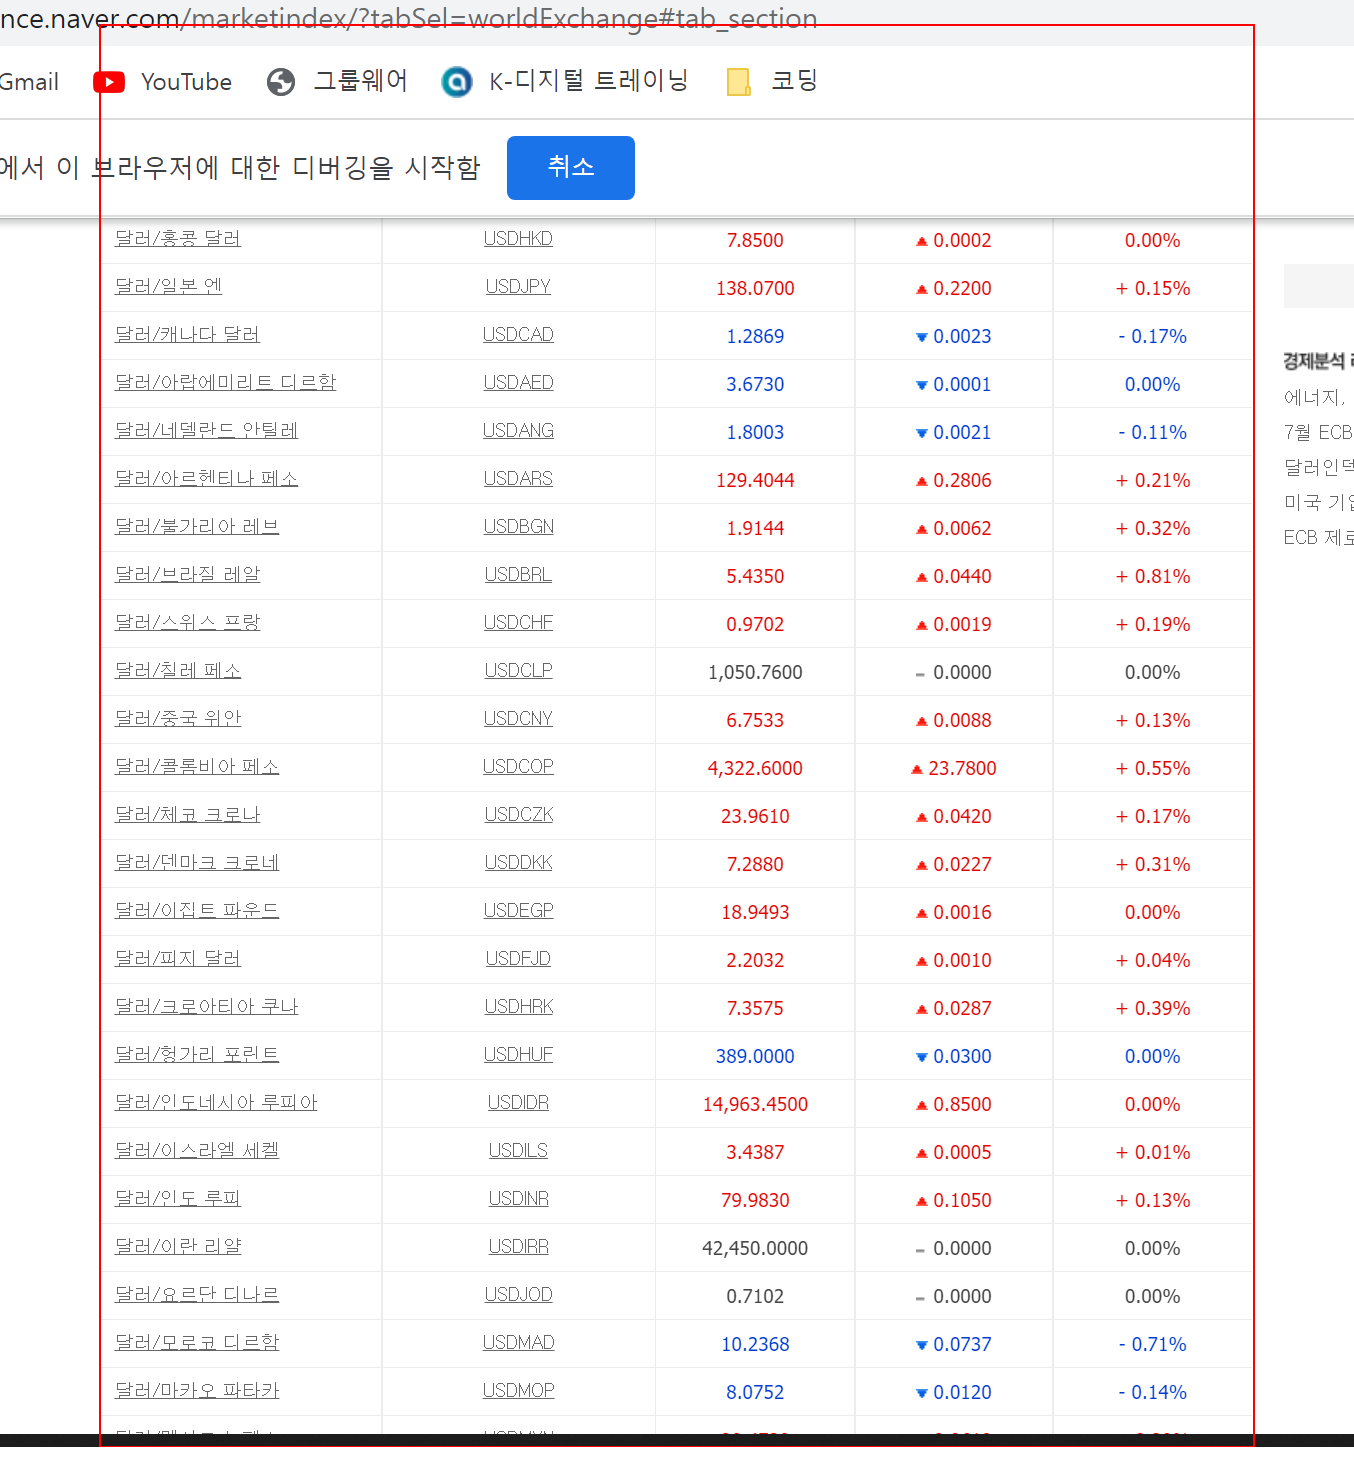 nce.naver.com/marketindex/?tabSel=worldExchange#tab_section
Gmail YouTube 그룹웨어 K-디지털 트레이닝 코딩
에서 이 브라우저에 대한 디버깅을 시작함 취소
달러/홍콩 달러 USDHKD 7.8500 ▲ 0.0002 0.00%
달러/일본 엔 USDJPY 138.0700 ▲ 0.2200 + 0.15%
달러/캐나다 달러 USDCAD 1.2869 ▼ 0.0023 - 0.17%
달러/아랍에미리트 디르함 USDAED 3.6730 ▼ 0.0001 0.00%
달러/네델란드 안틸레 USDANG 1.8003 ▼ 0.0021 - 0.11%
달러/아르헨티나 페소 USDARS 129.4044 ▲ 0.2806 + 0.21%
달러/불가리아 레브 USDBGN 1.9144 ▲ 0.0062 + 0.32%
달러/브라질 레알 USDBRL 5.4350 ▲ 0.0440 + 0.81%
달러/스위스 프랑 USDCHF 0.9702 ▲ 0.0019 + 0.19%
달러/칠레 페소 USDCLP 1,050.7600 - 0.0000 0.00%
달러/중국 위안 USDCNY 6.7533 ▲ 0.0088 + 0.13%
달러/콜롬비아 페소 USDCOP 4,322.6000 ▲ 23.7800 + 0.55%
달러/체코 크로나 USDCZK 23.9610 ▲ 0.0420 + 0.17%
달러/덴마크 크로네 USDDKK 7.2880 ▲ 0.0227 + 0.31%
달러/이집트 파운드 USDEGP 18.9493 ▲ 0.0016 0.00%
달러/피지 달러 USDFJD 2.2032 ▲ 0.0010 + 0.04%
달러/크로아티아 쿠나 USDHRK 7.3575 ▲ 0.0287 + 0.39%
달러/헝가리 포린트 USDHUF 389.0000 ▼ 0.0300 0.00%
달러/인도네시아 루피아 USDIDR 14,963.4500 ▲ 0.8500 0.00%
달러/이스라엘 세켈 USDILS 3.4387 ▲ 0.0005 + 0.01%
달러/인도 루피 USDINR 79.9830 ▲ 0.1050 + 0.13%
달러/이란 리얄 USDIRR 42,450.0000 - 0.0000 0.00%
달러/요르단 디나르 USDJOD 0.7102 - 0.0000 0.00%
달러/모로코 디르함 USDMAD 10.2368 ▼ 0.0737 - 0.71%
달러/마카오 파타카 USDMOP 8.0752 ▼ 0.0120 - 0.14%
경제분석
에너지,
7월 ECB
달러인덱
미국 기업
ECB 제로